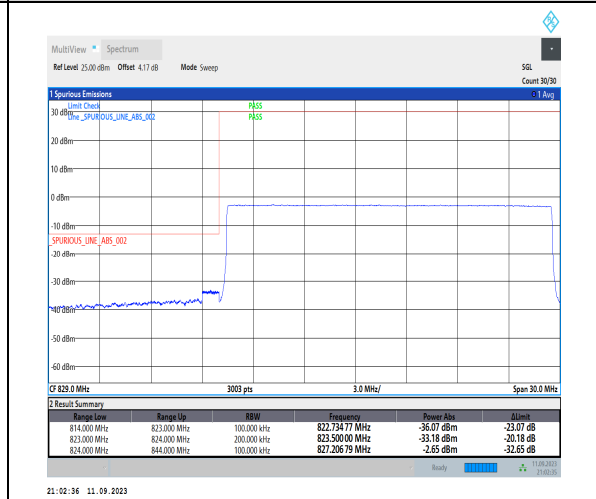 MultiView Spectrum
Ref Level 25.00 dBm Offset 4.17 dB Mode Sweep SGL
Count 30/30
1 Spurious Emissions 1 Avg
Limit Check PASS
30 dBm Line _SPURIOUS_LINE_ABS_002 PASS
20 dBm
10 dBm
0 dBm
-10 dBm
_SPURIOUS_LINE_ABS_002
-20 dBm
-30 dBm
-40 dBm
-50 dBm
-60 dBm
CF 829.0 MHz 3003 pts 3.0 MHz/ Span 30.0 MHz
2 Result Summary
Range Low Range Up RBW Frequency Power Abs ΔLimit
814.000 MHz 823.000 MHz 100.000 kHz 822.73477 MHz -36.07 dBm -23.07 dB
823.000 MHz 824.000 MHz 200.000 kHz 823.50000 MHz -33.18 dBm -20.18 dB
824.000 MHz 844.000 MHz 100.000 kHz 827.20679 MHz -2.65 dBm -32.65 dB
Ready 11.09.2023
21:02:35
21:02:36 11.09.2023